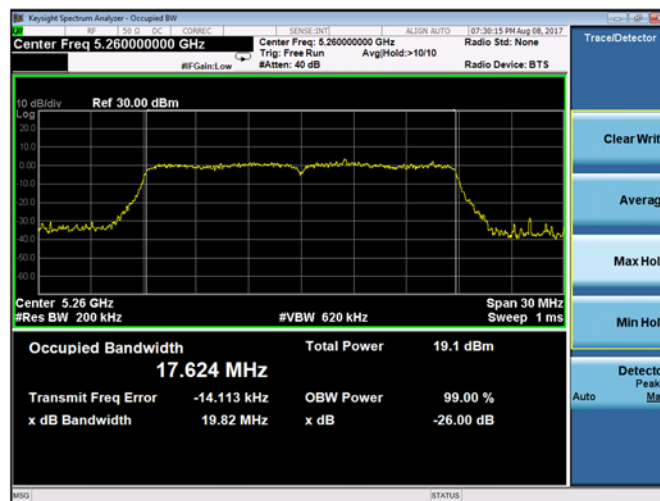 Keysight Spectrum Analyzer - Occupied BW
RF 50 Ω DC CORREC SENSE:INT ALIGN AUTO 07:30:15 PM Aug 08, 2017
Center Freq 5.260000000 GHz
Center Freq: 5.260000000 GHz
Radio Std: None
Trig: Free Run Avg|Hold:>10/10
#IFGain:Low #Atten: 40 dB Radio Device: BTS
10 dB/div Ref 30.00 dBm
Log
20.0
10.0
0.00
-10.0
-20.0
-30.0
-40.0
-50.0
-60.0
Center 5.26 GHz Span 30 MHz
#Res BW 200 kHz #VBW 620 kHz Sweep 1 ms
Occupied Bandwidth Total Power 19.1 dBm
17.624 MHz
Transmit Freq Error -14.113 kHz OBW Power 99.00 %
x dB Bandwidth 19.82 MHz x dB -26.00 dB
MSG STATUS
Trace/Detector
Clear Writ
Averag
Max Hol
Min Hol
Detecto
Peak
Auto Ma